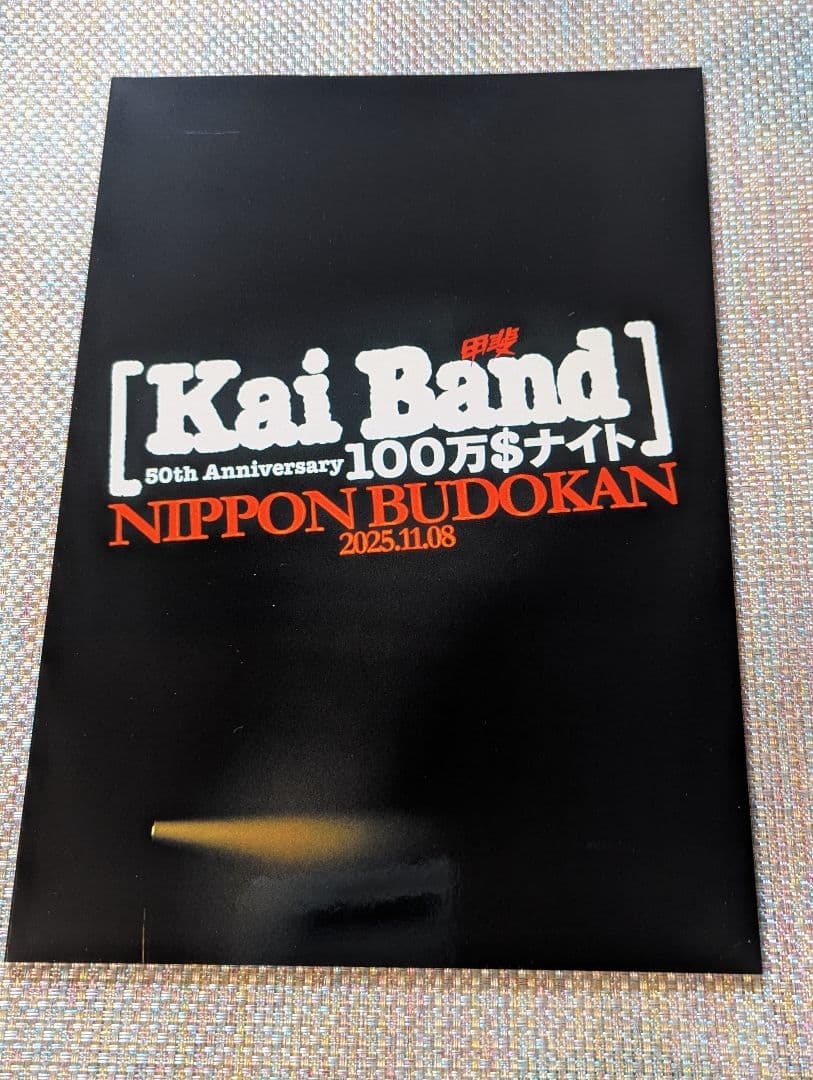 甲斐
[Kai Band]
50th Anniversary 100万$ナイト
NIPPON BUDOKAN
2025.11.08